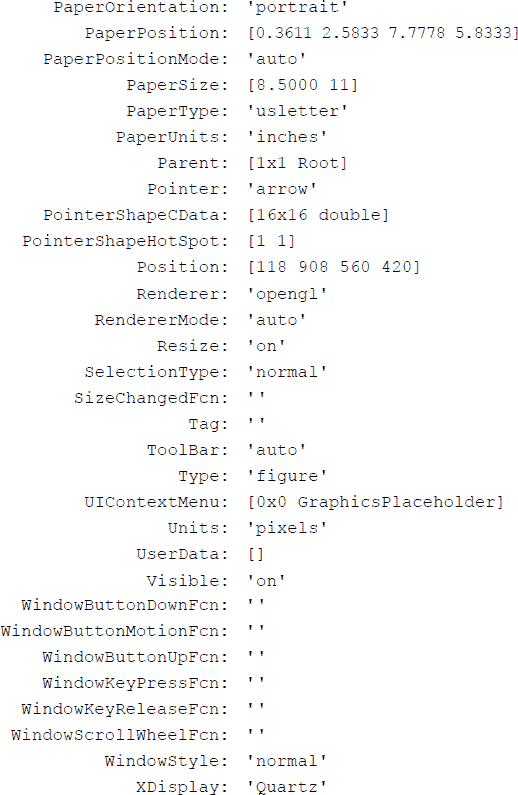 PaperOrientation: 'portrait'
PaperPosition: [0.3611 2.5833 7.7778 5.8333]
PaperPositionMode: 'auto'
PaperSize: [8.5000 11]
PaperType: 'usletter'
PaperUnits: 'inches'
Parent: [1x1 Root]
Pointer: 'arrow'
PointerShapeCData: [16x16 double]
PointerShapeHotSpot: [1 1]
Position: [118 908 560 420]
Renderer: 'opengl'
RendererMode: 'auto'
Resize: 'on'
SelectionType: 'normal'
SizeChangedFcn: ''
Tag: ''
ToolBar: 'auto'
Type: 'figure'
UIContextMenu: [0x0 GraphicsPlaceholder]
Units: 'pixels'
UserData: []
Visible: 'on'
WindowButtonDownFcn: ''
WindowButtonMotionFcn: ''
WindowButtonUpFcn: ''
WindowKeyPressFcn: ''
WindowKeyReleaseFcn: ''
WindowScrollWheelFcn: ''
WindowStyle: 'normal'
XDisplay: 'Quartz'